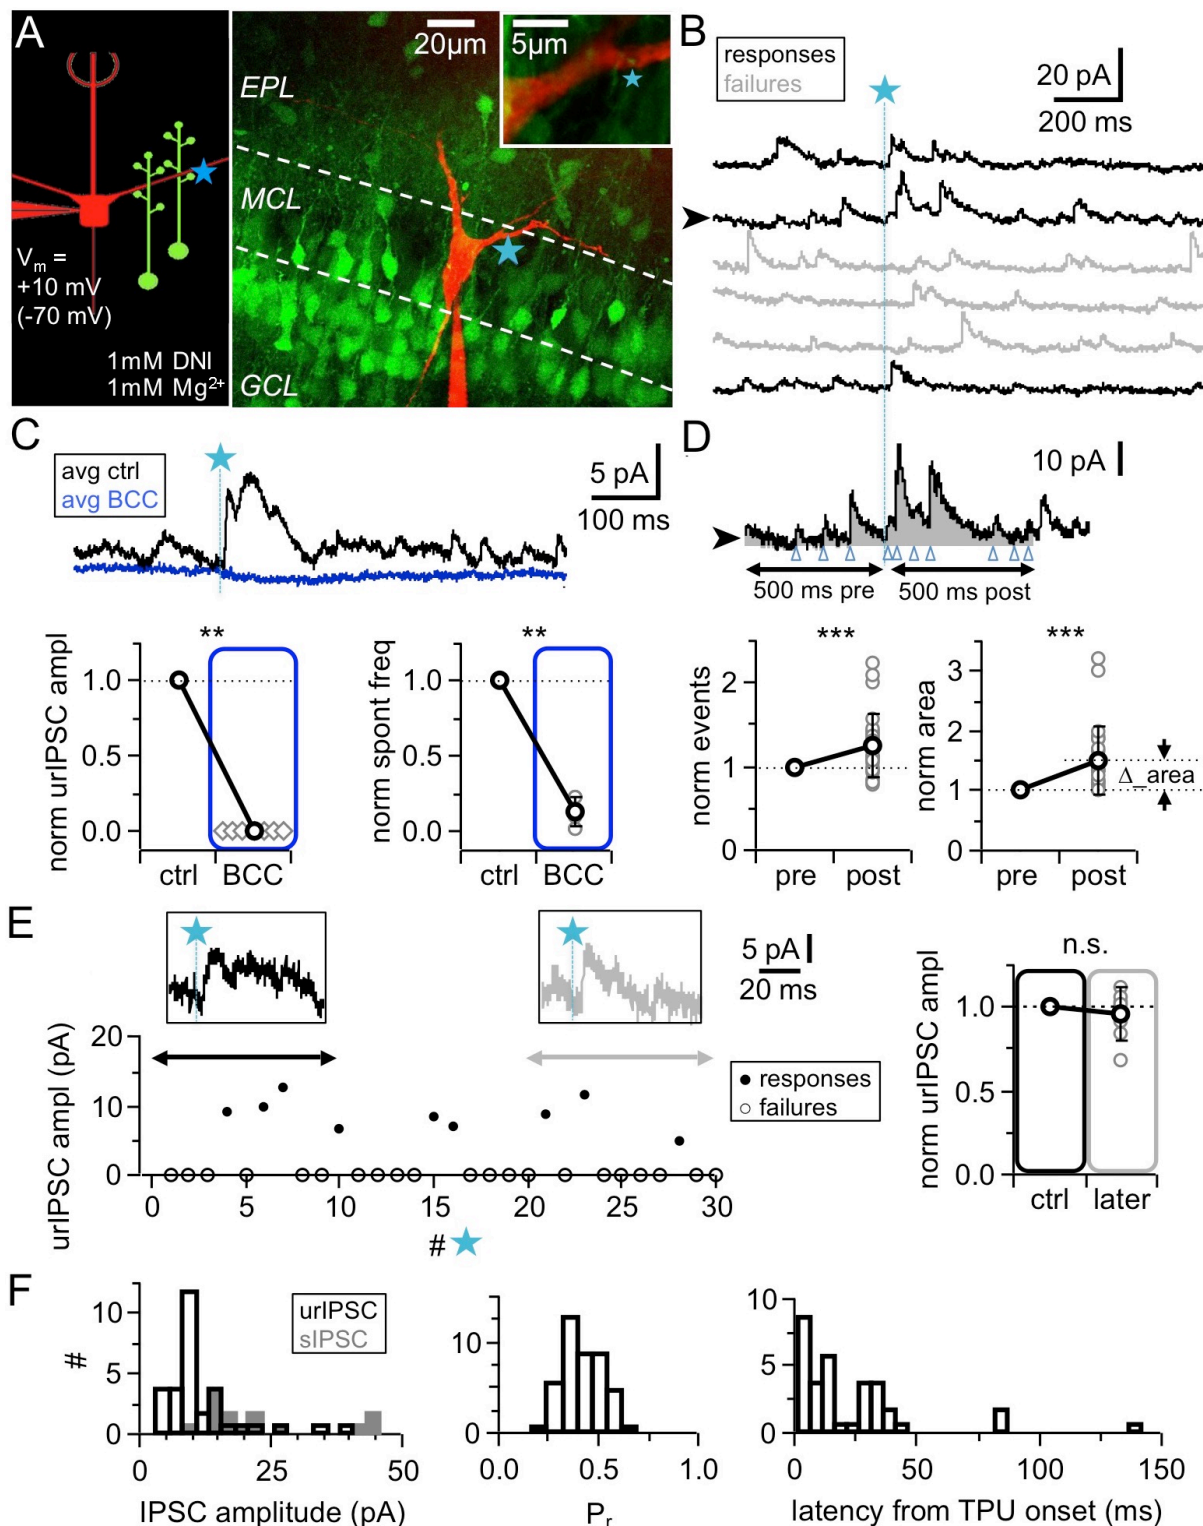 A
20µm
5µm
EPL
MCL
GCL
Vm =
+10 mV
(-70 mV)
1mM DNI
1mM Mg2+
B
responses
failures
20 pA
200 ms
C
avg ctrl
avg BCC
5 pA
100 ms
norm urIPSC ampl
**
1.0
0.5
0.0
ctrl
BCC
norm spont freq
**
1.0
0.5
0.0
ctrl
BCC
D
10 pA
500 ms pre
500 ms post
norm events
***
2
1
0
pre
post
norm area
***
3
2
1
0
Δ_area
pre
post
E
5 pA
20 ms
urIPSC ampl (pA)
20
10
0
0
5
10
15
20
25
30
#
responses
failures
n.s.
norm urIPSC ampl
1.0
0.5
0.0
ctrl
later
F
#
10
5
0
urIPSC
sIPSC
0
25
50
IPSC amplitude (pA)
10
0
0.0
0.5
1.0
Pr
10
5
0
0
50
100
150
latency from TPU onset (ms)